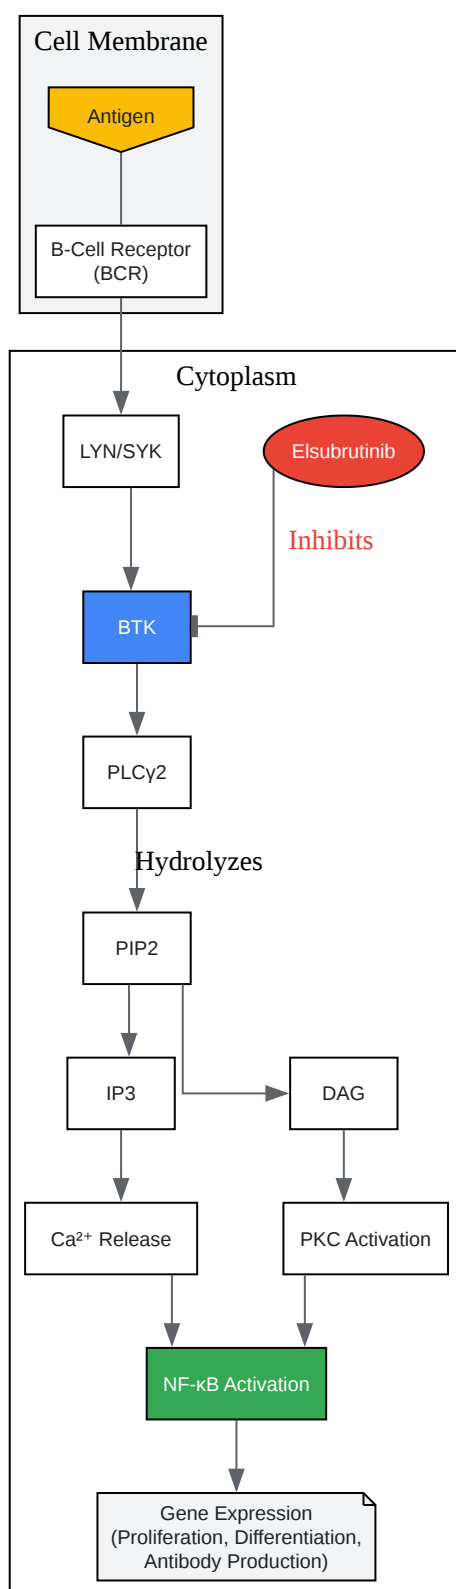 Cell Membrane
Antigen
B-Cell Receptor
(BCR)
Cytoplasm
LYN/SYK
Elsubrutinib
Inhibits
BTK
PLCγ2
Hydrolyzes
PIP2
IP3
DAG
Ca²⁺ Release
PKC Activation
NF-κB Activation
Gene Expression
(Proliferation, Differentiation,
Antibody Production)